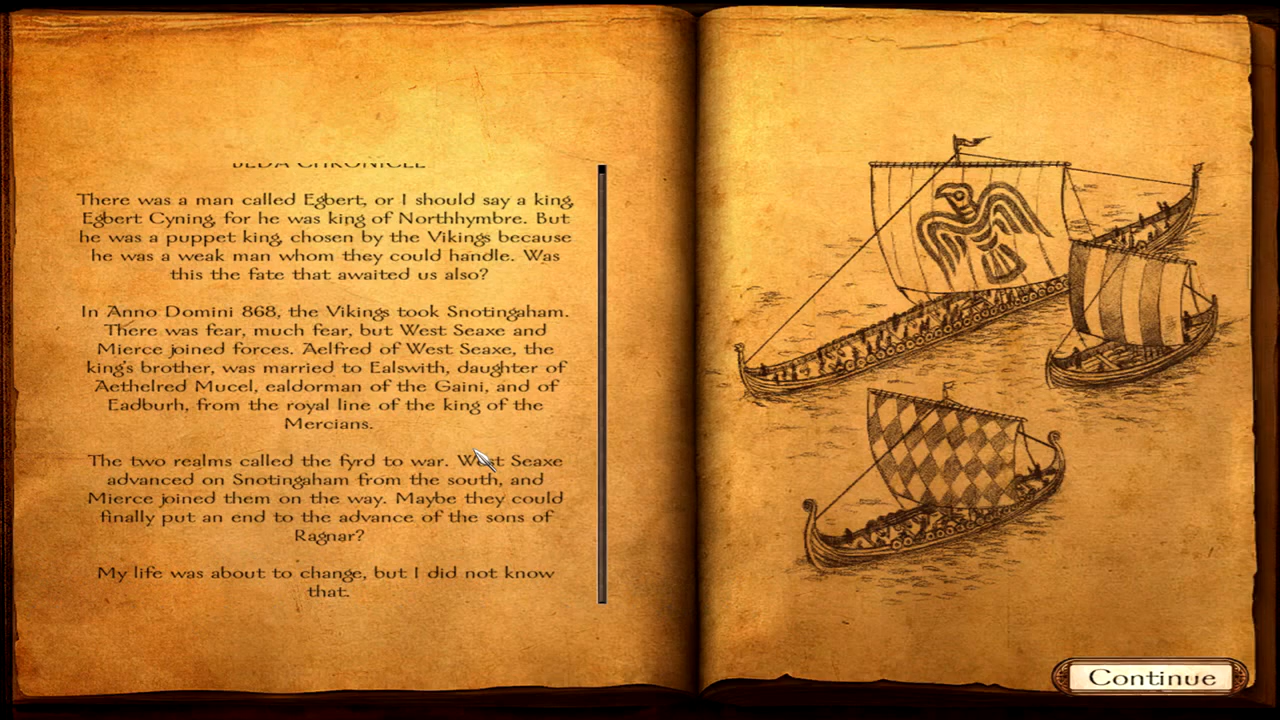 There was a man called Egbert, or I should say a king,
Egbert Cyning, for he was king of Northhymbre. But
he was a puppet king, chosen by the Vikings because
he was a weak man whom they could handle. Was
this the fate that awaited us also?
In Anno Domini 868, the Vikings took Snotingaham.
There was fear, much fear, but West Seaxe and
Mierce joined forces. Aelfred of West Seaxe, the
king's brother, was married to Ealswith, daughter of
Aethelred Mucel, ealdorman of the Gaini, and of
Eadburh, from the royal line of the king of the
Mercians.
The two realms called the fyrd to war. West Seaxe
advanced on Snotingaham from the south, and
Mierce joined them on the way. Maybe they could
finally put an end to the advance of the sons of
Ragnar?
My life was about to change, but I did not know
that.
Continue